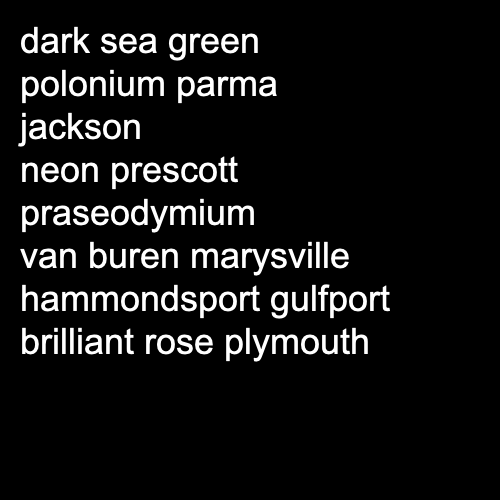 dark sea green
polonium parma
jackson
neon prescott
praseodymium
van buren marysville
hammondsport gulfport
brilliant rose plymouth